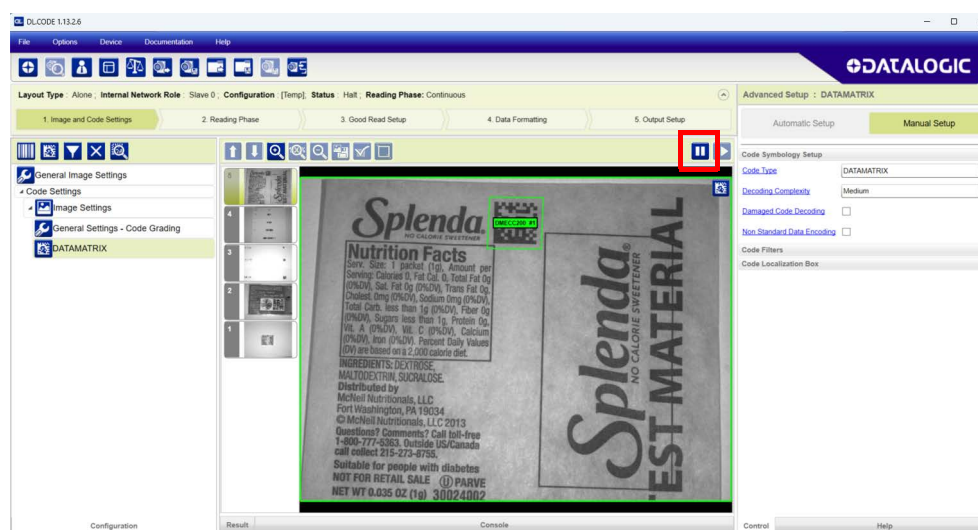 DL.CODE 1.13.2.6
File Options Device Documentation Help
DATALOGIC
Layout Type : Alone ; Internal Network Role : Slave 0 ; Configuration : [Temp]; Status : Halt ; Reading Phase: Continuous
Advanced Setup : DATAMATRIX
1. Image and Code Settings 2. Reading Phase 3. Good Read Setup 4. Data Formatting 5. Output Setup
Automatic Setup Manual Setup
General Image Settings
Code Settings
Image Settings
General Settings - Code Grading
DATAMATRIX
5
4
3
2
1
Splenda®
NO CALORIE SWEETENER
DMECC200 #1
Nutrition Facts
Serv. Size: 1 packet (1g), Amount per
Serving: Calories 0, Fat Cal. 0, Total Fat 0g
(0%DV), Sat. Fat 0g (0%DV), Trans Fat 0g,
Cholest. 0mg (0%DV), Sodium 0mg (0%DV),
Total Carb. less than 1g (0%DV), Fiber 0g
(0%DV), Sugars less than 1g, Protein 0g,
Vit. A (0%DV), Vit. C (0%DV), Calcium
(0%DV), Iron (0%DV). Percent Daily Values
(DV) are based on a 2,000 calorie diet.
INGREDIENTS: DEXTROSE,
MALTODEXTRIN, SUCRALOSE.
Distributed by
McNeil Nutritionals, LLC
Fort Washington, PA 19034
© McNeil Nutritionals, LLC 2013
Questions? Comments? Call toll-free
1-800-777-5363. Outside US/Canada
call collect 215-273-8755.
Suitable for people with diabetes
NOT FOR RETAIL SALE Ⓤ PARVE
NET WT 0.035 OZ (1g) 30024002
Splenda®
NO CALORIE SWEETENER
EST MATERIAL
Code Symbology Setup
Code Type DATAMATRIX
Decoding Complexity Medium
Damaged Code Decoding
Non Standard Data Encoding
Code Filters
Code Localization Box
Configuration
Result Console
Control Help